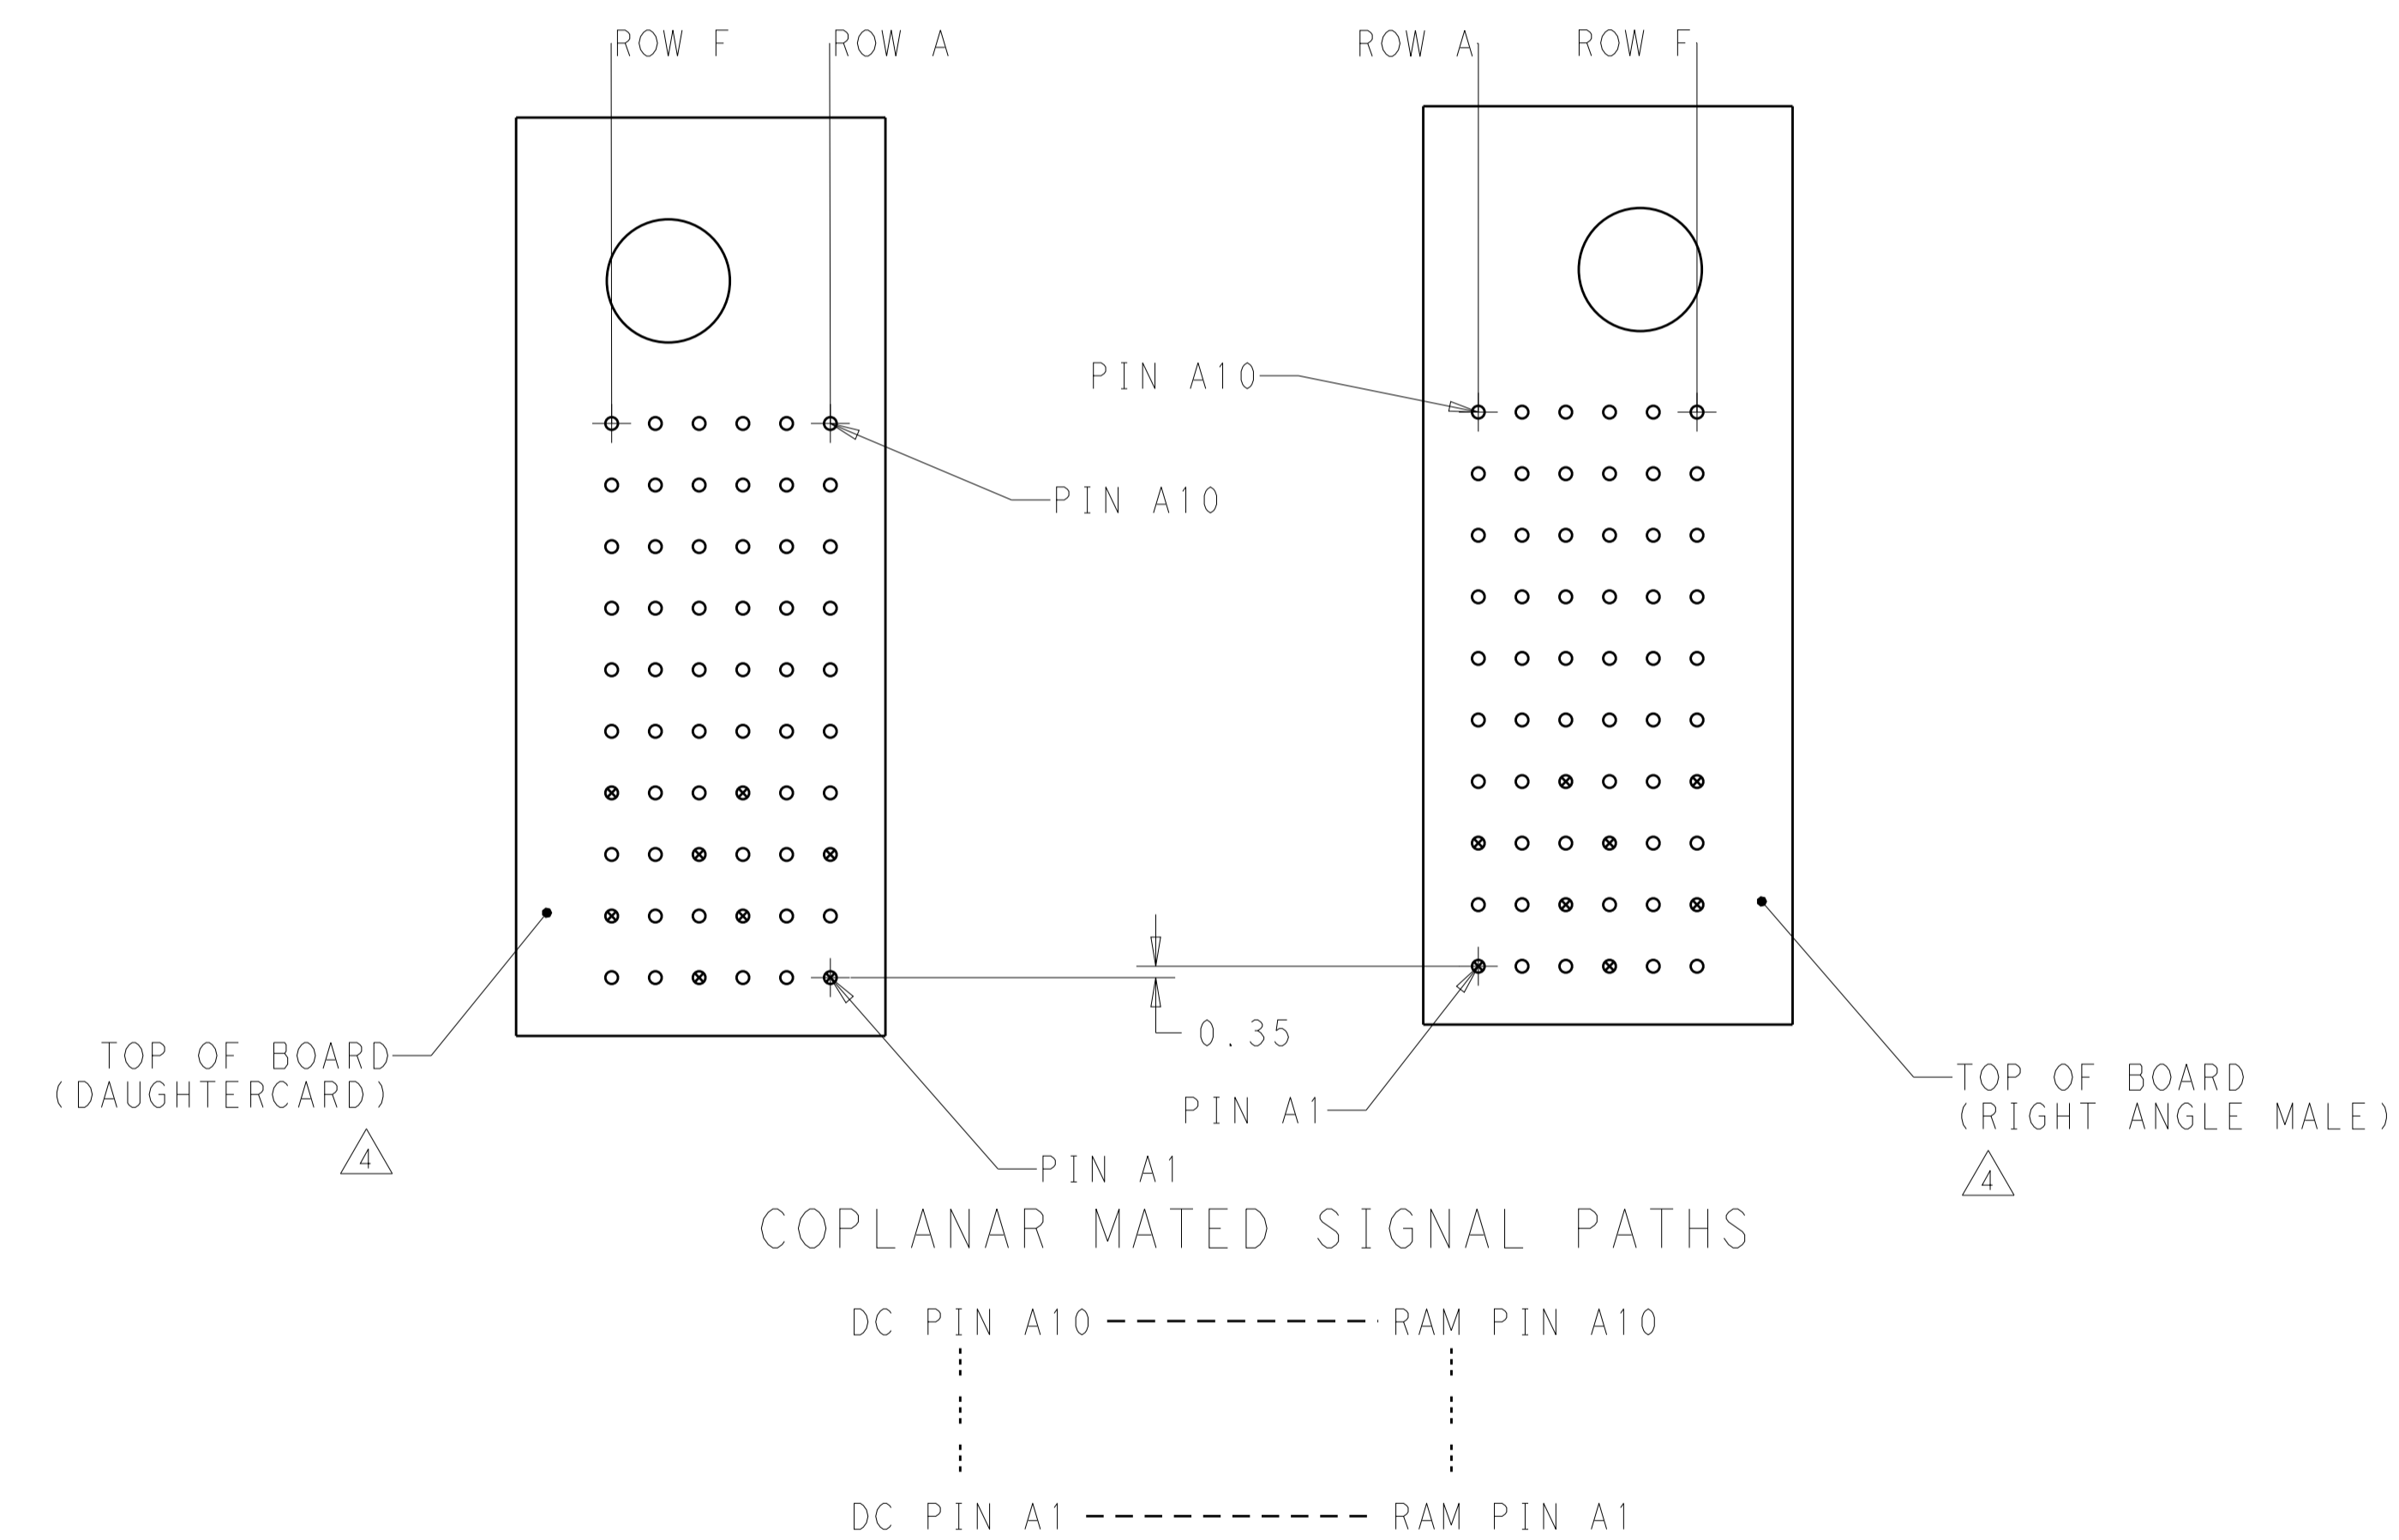 ROW F
ROW A
ROW A
ROW F
PIN A10
PIN A10
0.35
TOP OF BOARD
(DAUGHTERCARD)
4
PIN A1
PIN A1
TOP OF BOARD
(RIGHT ANGLE MALE)
4
COPLANAR MATED SIGNAL PATHS
DC PIN A10
RAM PIN A10
DC PIN A1
RAM PIN A1